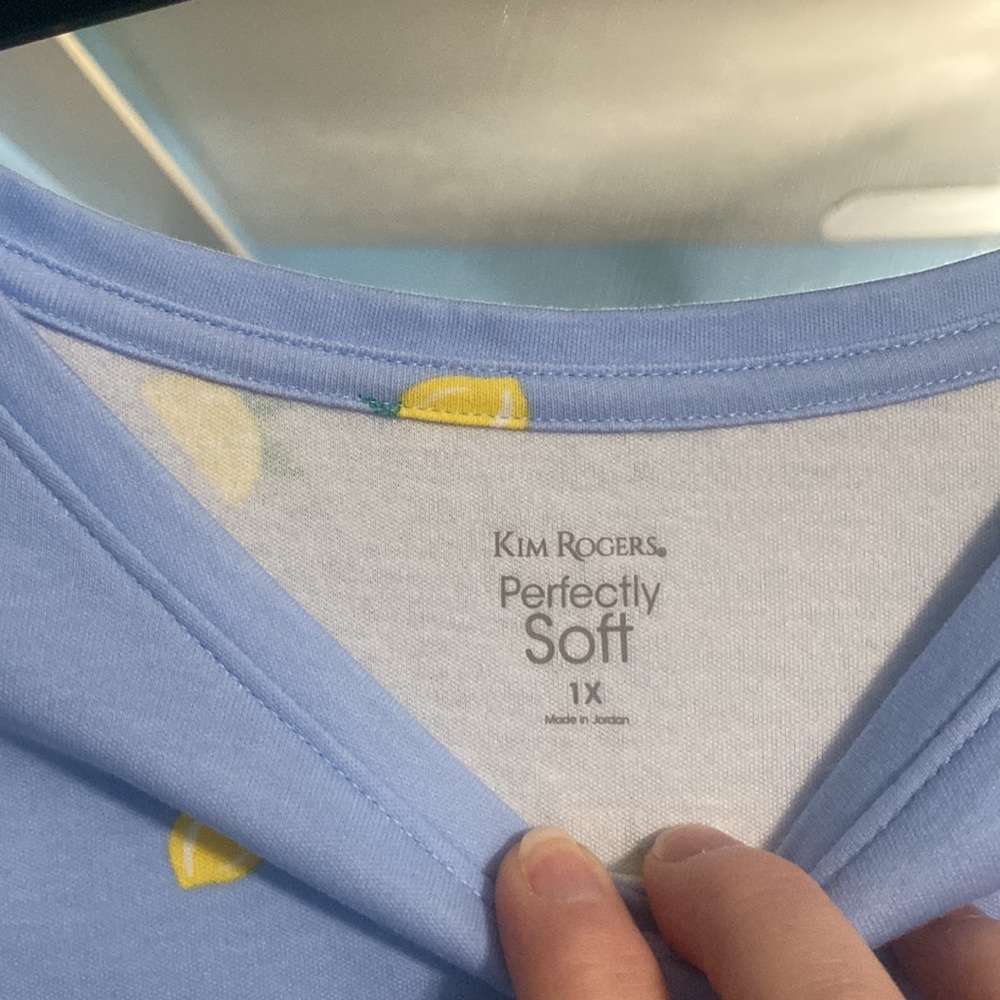 KIM ROGERS®
Perfectly
Soft
1X
Made in Jordan